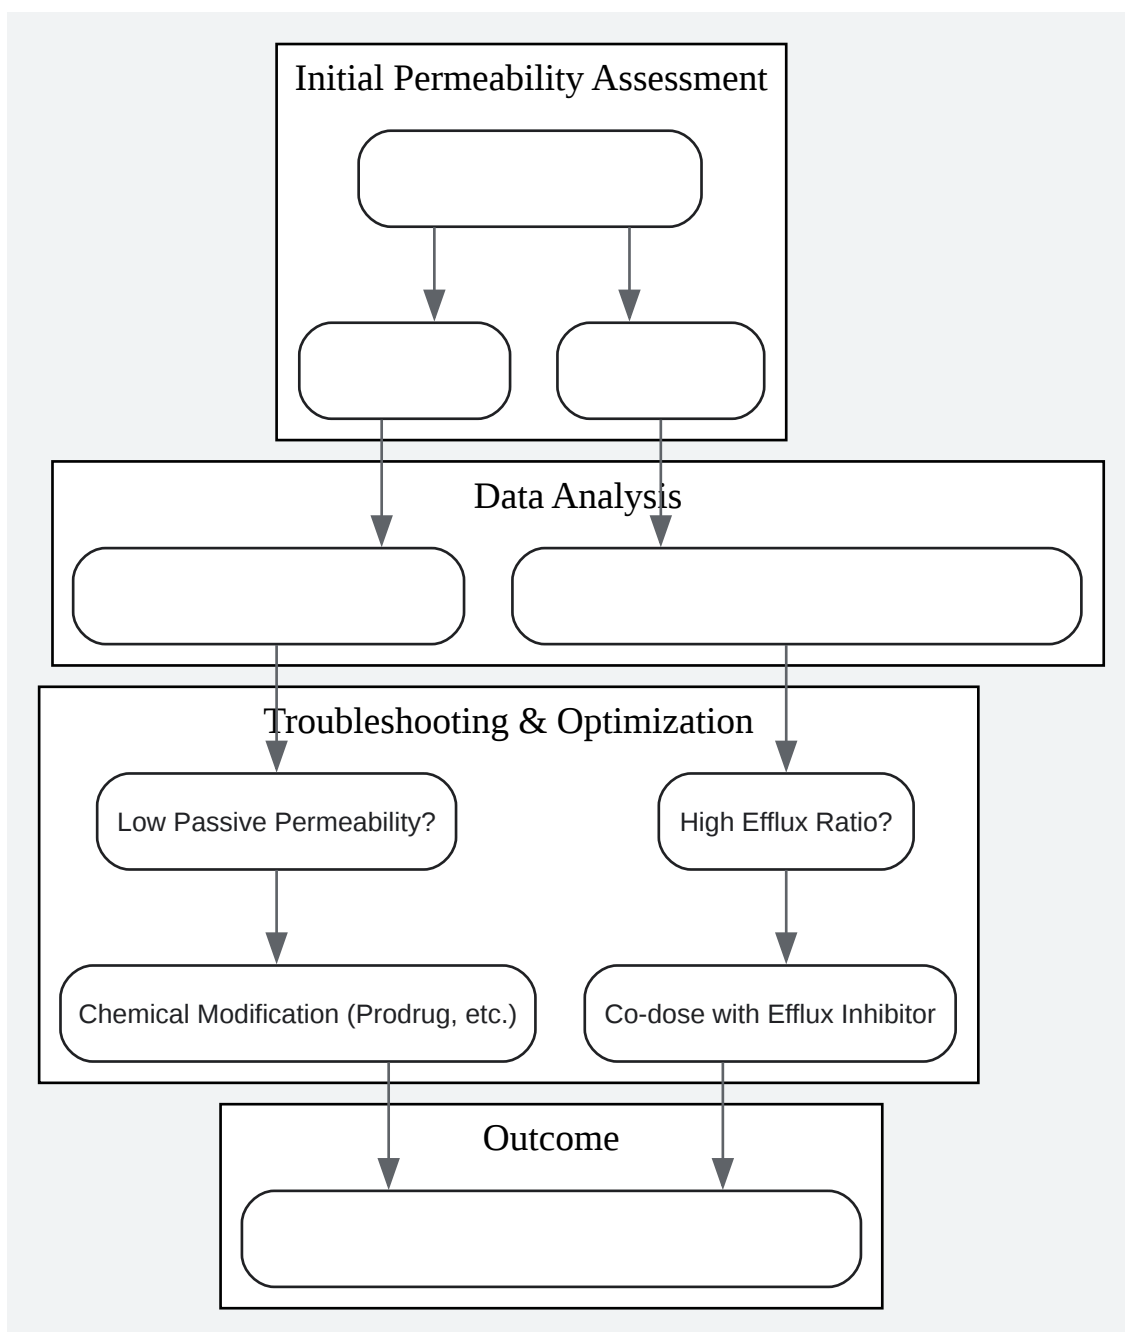 Initial Permeability Assessment
Data Analysis
Troubleshooting & Optimization
Low Passive Permeability?
High Efflux Ratio?
Chemical Modification (Prodrug, etc.)
Co-dose with Efflux Inhibitor
Outcome